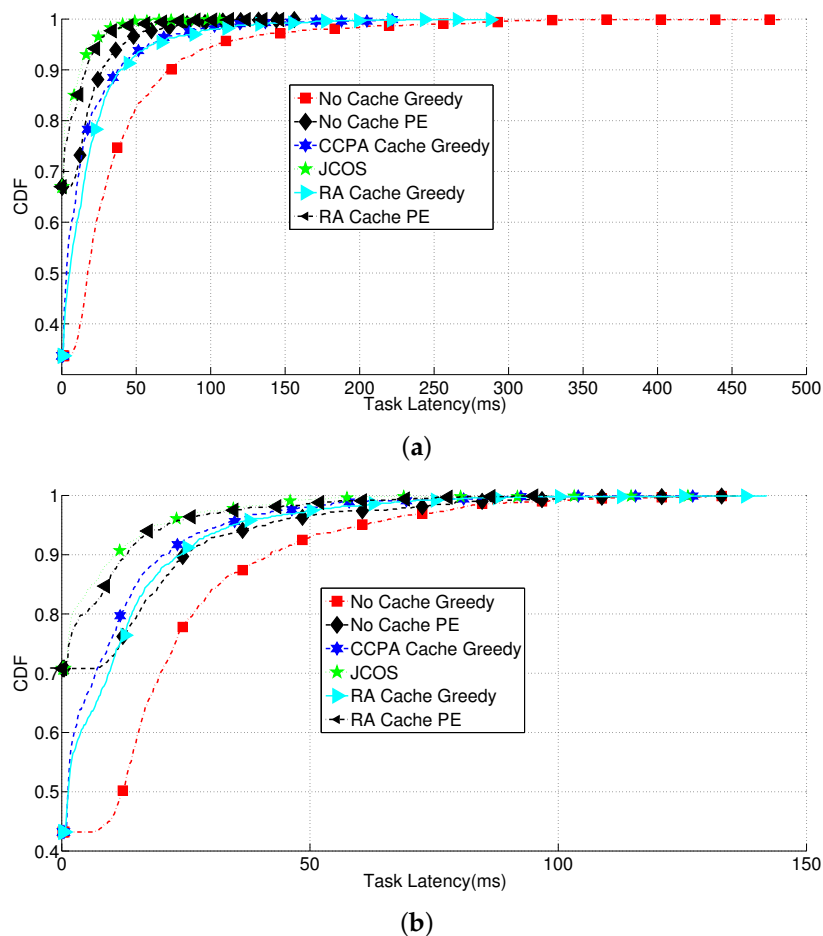 1
0.9
0.8
0.7
0.6
0.5
0.4
CDF
No Cache Greedy
No Cache PE
CCPA Cache Greedy
JCOS
RA Cache Greedy
RA Cache PE
0 50 100 150 200 250 300 350 400 450 500
Task Latency(ms)
(a)
1
0.9
0.8
0.7
0.6
0.5
0.4
CDF
No Cache Greedy
No Cache PE
CCPA Cache Greedy
JCOS
RA Cache Greedy
RA Cache PE
0 50 100 150
Task Latency(ms)
(b)